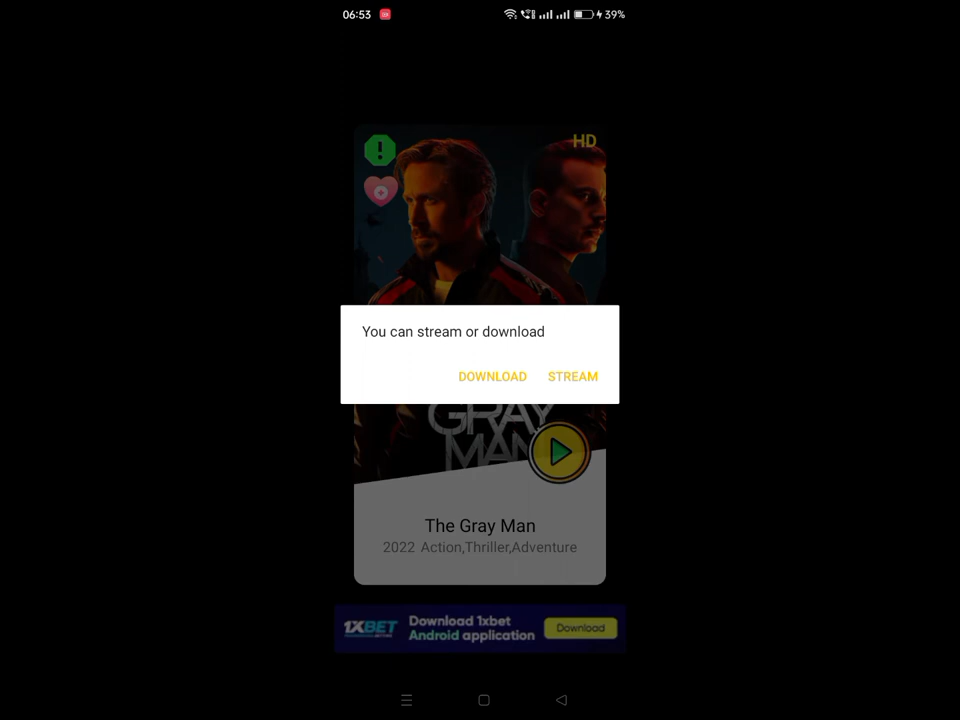 06:53
39%
HD
You can stream or download
DOWNLOAD STREAM
GRAY
MAN
The Gray Man
2022 Action,Thriller,Adventure
1XBET
Download 1xbet
Android application
Download